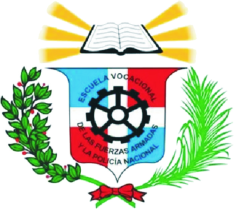 ESCUELA VOCACIONAL
DE LAS FUERZAS ARMADAS
Y LA POLICÍA NACIONAL